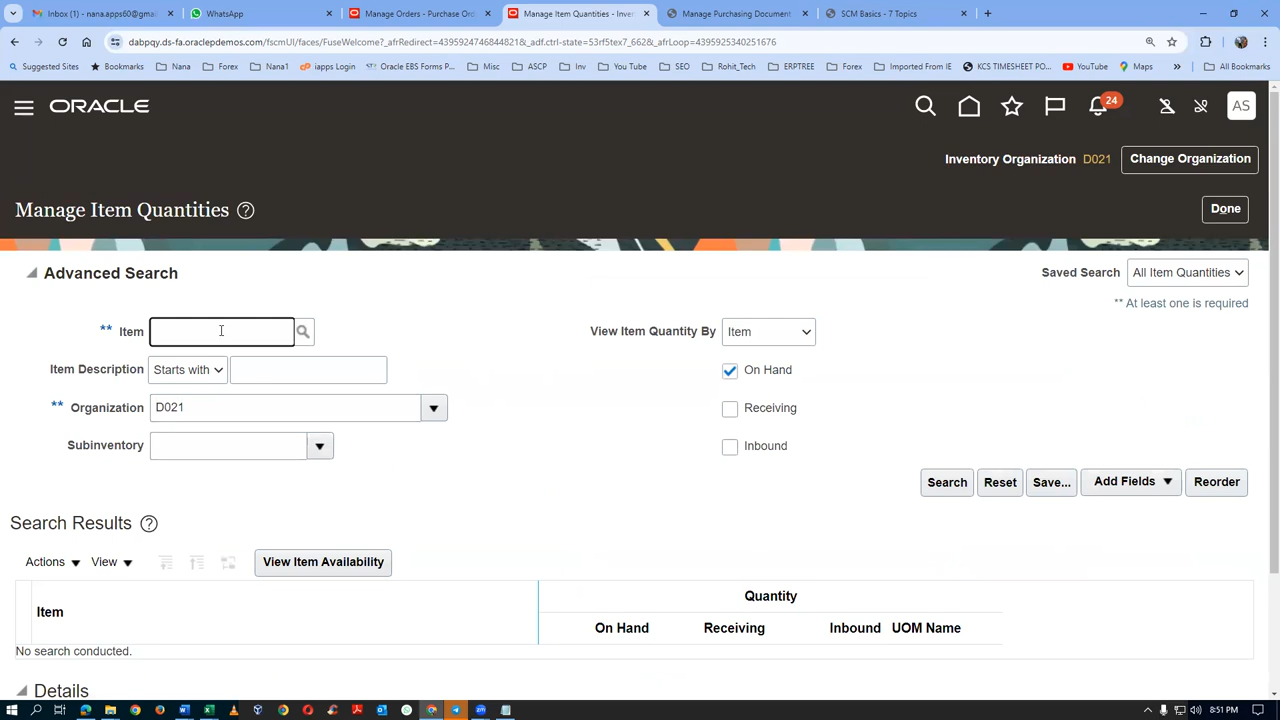 Inbox (1) - nana.apps60@gmail
WhatsApp
Manage Orders - Purchase Ord
Manage Item Quantities - Inven
Manage Purchasing Document
SCM Basics - 7 Topics
dabpqy.ds-fa.oraclepdemos.com/fscmUI/faces/FuseWelcome?_afrRedirect=4395924746844821&_adf.ctrl-state=53rf5tex7_662&_afrLoop=4395925340251676
Suggested Sites
Bookmarks
Nana
Forex
Nana1
iapps Login
Oracle EBS Forms P...
Misc
ASCP
Inv
You Tube
SEO
Rohit_Tech
ERPTREE
Forex
Imported From IE
KCS TIMESHEET PO...
YouTube
Maps
All Bookmarks
ORACLE
24
AS
Inventory Organization D021 Change Organization
Manage Item Quantities
Done
Advanced Search
Saved Search All Item Quantities
** At least one is required
** Item
View Item Quantity By Item
Item Description Starts with
On Hand
** Organization D021
Receiving
Subinventory
Inbound
Search Reset Save... Add Fields Reorder
Search Results
Actions View View Item Availability
Item
Quantity
On Hand Receiving Inbound UOM Name
No search conducted.
Details
8:51 PM